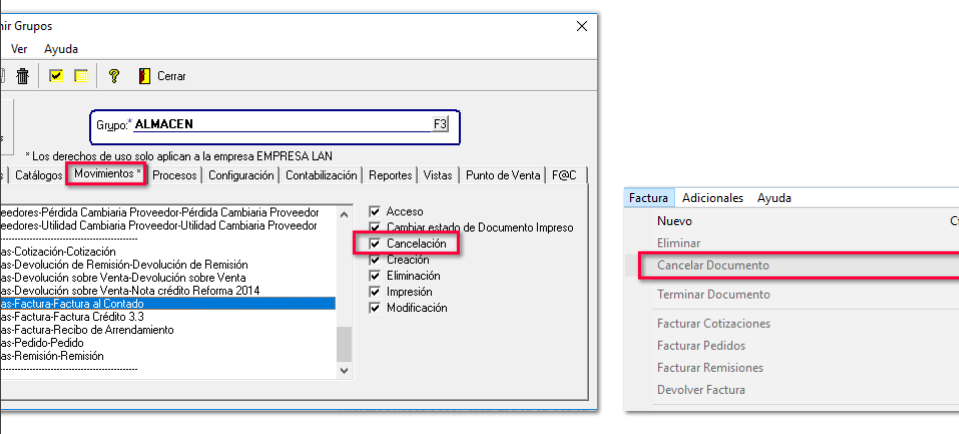 nir Grupos
Ver Ayuda
Cerrar
Grupo:* ALMACEN F3
* Los derechos de uso solo aplican a la empresa EMPRESA LAN
s Catálogos Movimientos * Procesos Configuración Contabilización Reportes Vistas Punto de Venta F@C
eedores-Pérdida Cambiaria Proveedor-Pérdida Cambiaria Proveedor
eedores-Utilidad Cambiaria Proveedor-Utilidad Cambiaria Proveedor
as-Cotización-Cotización
as-Devolución de Remisión-Devolución de Remisión
as-Devolución sobre Venta-Devolución sobre Venta
as-Devolución sobre Venta-Nota crédito Reforma 2014
as-Factura-Factura al Contado
as-Factura-Factura Crédito 3.3
as-Factura-Recibo de Arrendamiento
as-Pedido-Pedido
as-Remisión-Remisión
Acceso
Cambiar estado de Documento Impreso
Cancelación
Creación
Eliminación
Impresión
Modificación
Factura Adicionales Ayuda
Nuevo Ct
Eliminar
Cancelar Documento
Terminar Documento
Facturar Cotizaciones
Facturar Pedidos
Facturar Remisiones
Devolver Factura